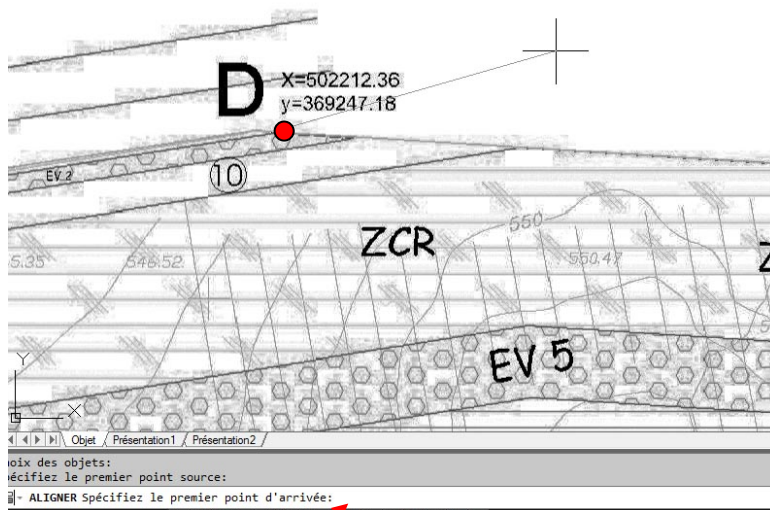 D
X=502212.36
y=369247.18
EV 2
10
550
ZCR
5.35
546.52
550.47
Z
EV 5
Y
X
Objet
Présentation1
Présentation2
oix des objets:
écifiez le premier point source:
ALIGNER Spécifiez le premier point d'arrivée: